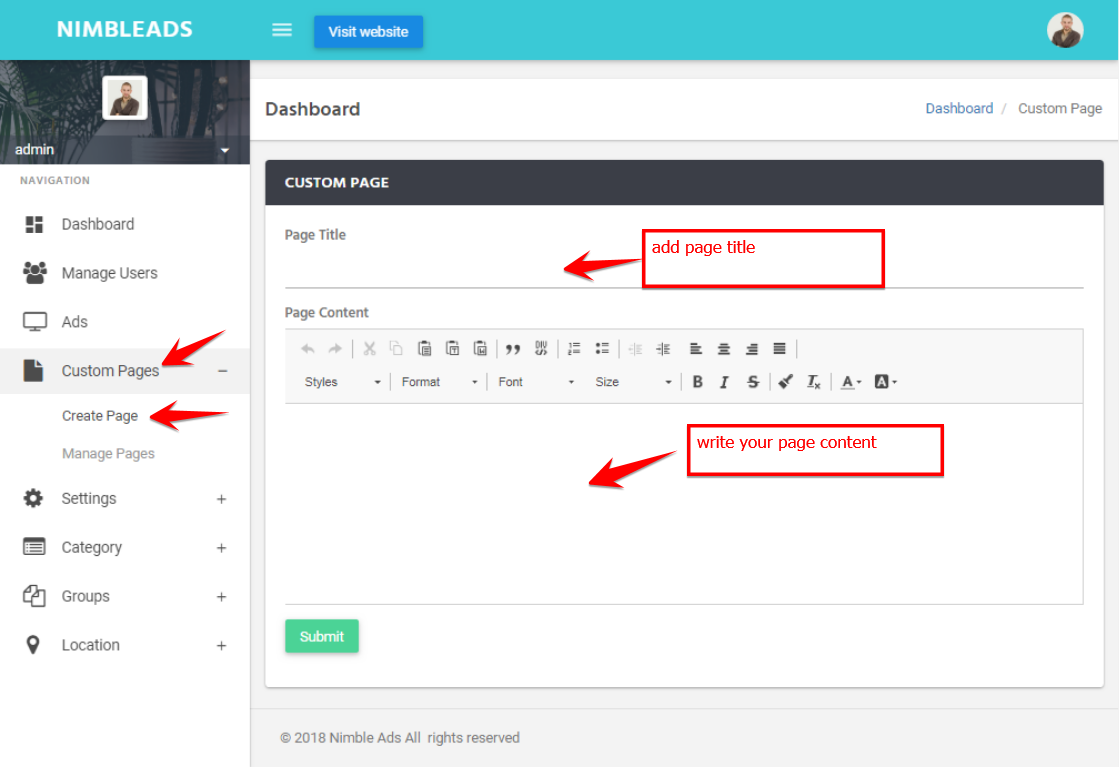 NIMBLEADS
Visit website
admin
NAVIGATION
Dashboard
Manage Users
Ads
Custom Pages
Create Page
Manage Pages
Settings
Category
Groups
Location
Dashboard
Dashboard / Custom Page
CUSTOM PAGE
Page Title
add page title
Page Content
Styles Format Font Size B I S Tx A A
write your page content
Submit
© 2018 Nimble Ads All rights reserved